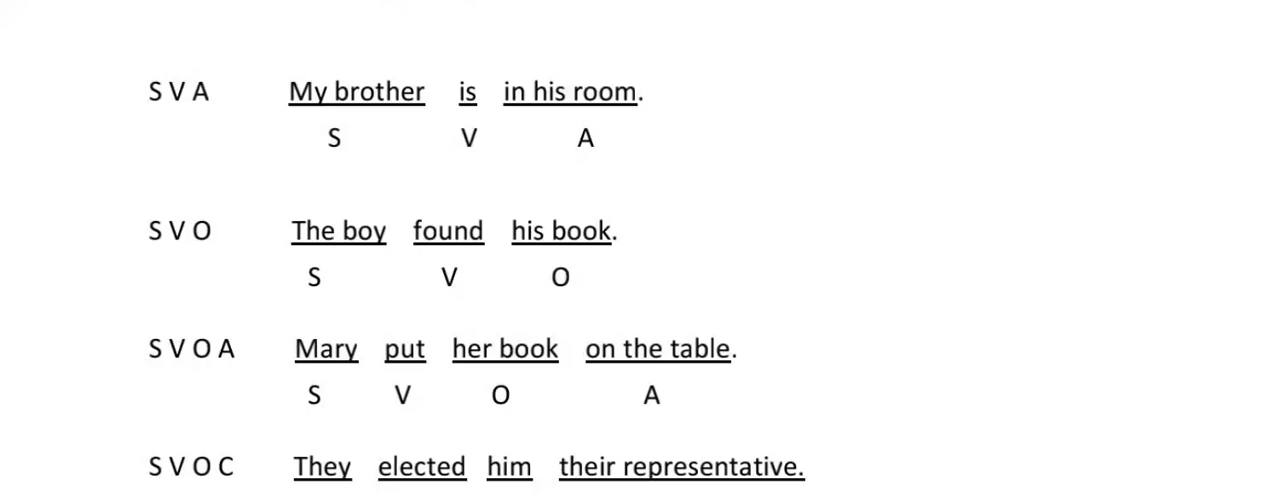 S V A My brother is in his room.
S V A
S V O The boy found his book.
S V O
S V O A Mary put her book on the table.
S V O A
S V O C They elected him their representative.